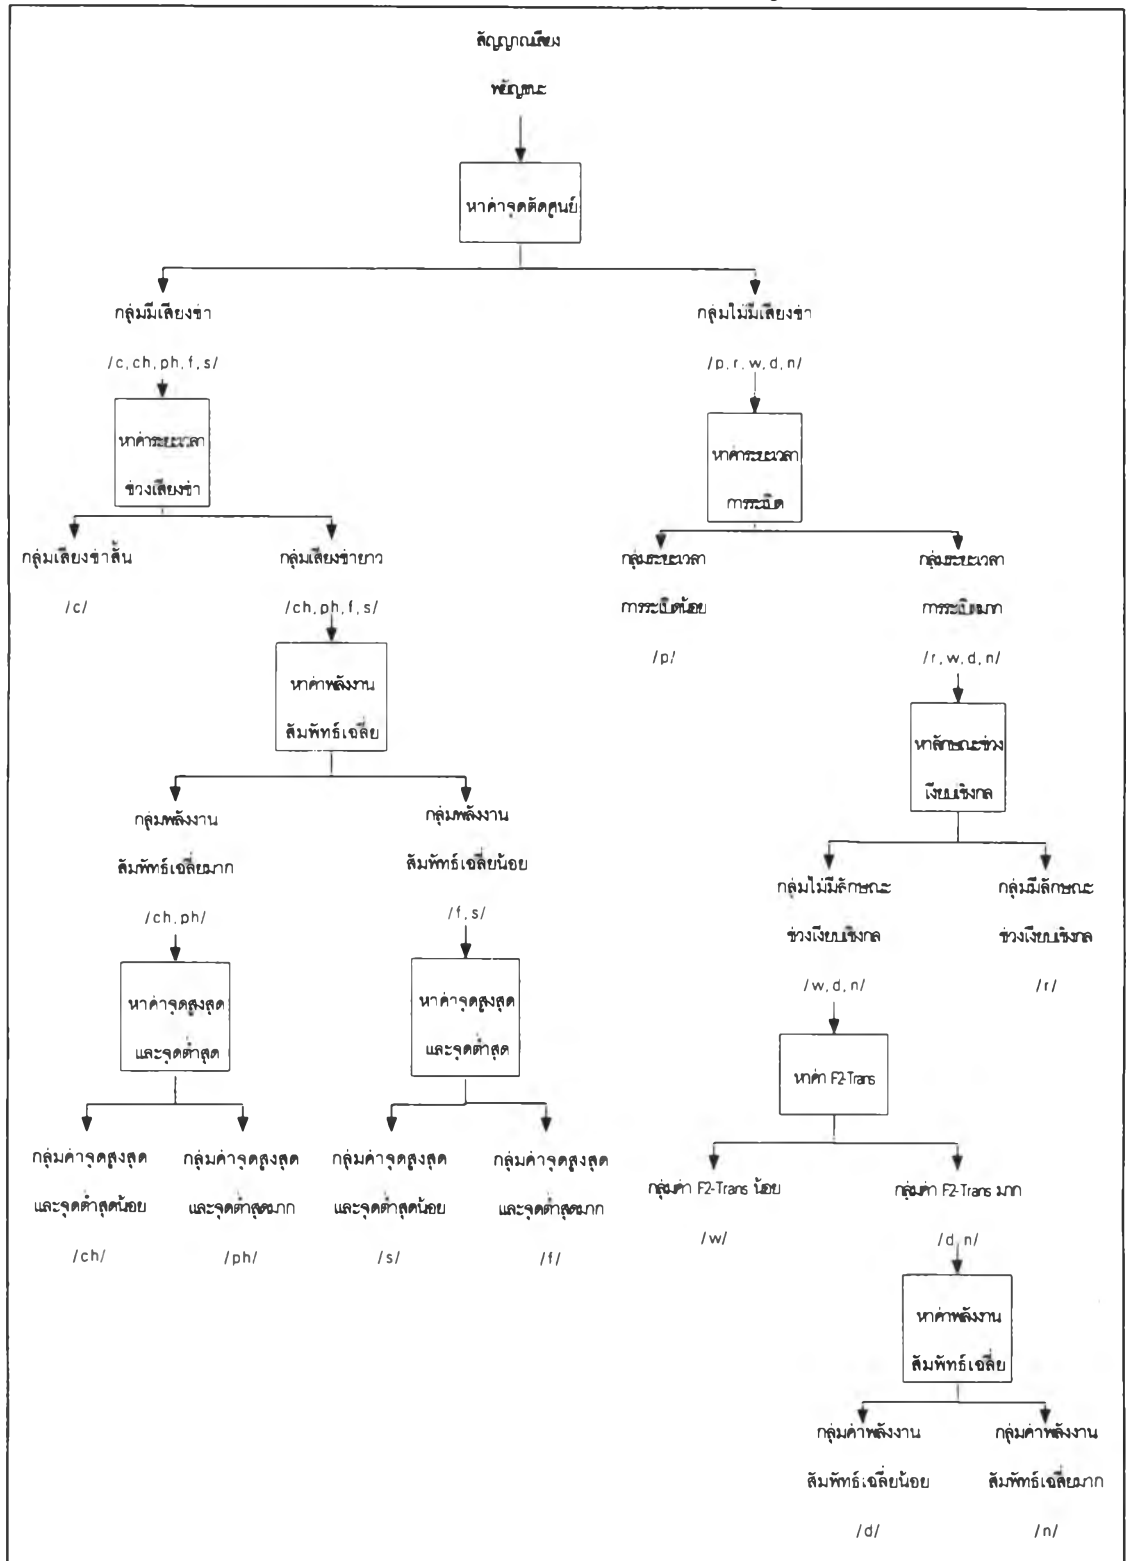 สัญญาณเสียง
พยัญชนะ
หาค่าจุดตัดศูนย์
กลุ่มมีเสียงซ่า
/c,ch,ph,f,s/
กลุ่มไม่มีเสียงซ่า
/p,r,w,d,n/
หาค่าระยะเวลา
ช่วงเสียงซ่า
หาค่าระยะเวลา
การระเบิด
กลุ่มเสียงซ่าสั้น
/c/
กลุ่มเสียงซ่ายาว
/ch,ph,f,s/
กลุ่มระยะเวลา
การระเบิดน้อย
/p/
กลุ่มระยะเวลา
การระเบิดมาก
/r,w,d,n/
หาค่าพลังงาน
สัมพัทธ์เฉลี่ย
หาลักษณะช่วง
เงียบเชิงกล
กลุ่มพลังงาน
สัมพัทธ์เฉลี่ยมาก
/ch,ph/
กลุ่มพลังงาน
สัมพัทธ์เฉลี่ยน้อย
/f,s/
กลุ่มไม่มีลักษณะ
ช่วงเงียบเชิงกล
/w,d,n/
กลุ่มมีลักษณะ
ช่วงเงียบเชิงกล
/r/
หาค่าจุดสูงสุด
และจุดต่ำสุด
หาค่าจุดสูงสุด
และจุดต่ำสุด
หาค่า F2-Trans
กลุ่มค่าจุดสูงสุด
และจุดต่ำสุดน้อย
/ch/
กลุ่มค่าจุดสูงสุด
และจุดต่ำสุดมาก
/ph/
กลุ่มค่าจุดสูงสุด
และจุดต่ำสุดน้อย
/s/
กลุ่มค่าจุดสูงสุด
และจุดต่ำสุดมาก
/f/
กลุ่มค่า F2-Trans น้อย
/w/
กลุ่มค่า F2-Trans มาก
/d,n/
หาค่าพลังงาน
สัมพัทธ์เฉลี่ย
กลุ่มค่าพลังงาน
สัมพัทธ์เฉลี่ยน้อย
/d/
กลุ่มค่าพลังงาน
สัมพัทธ์เฉลี่ยมาก
/n/